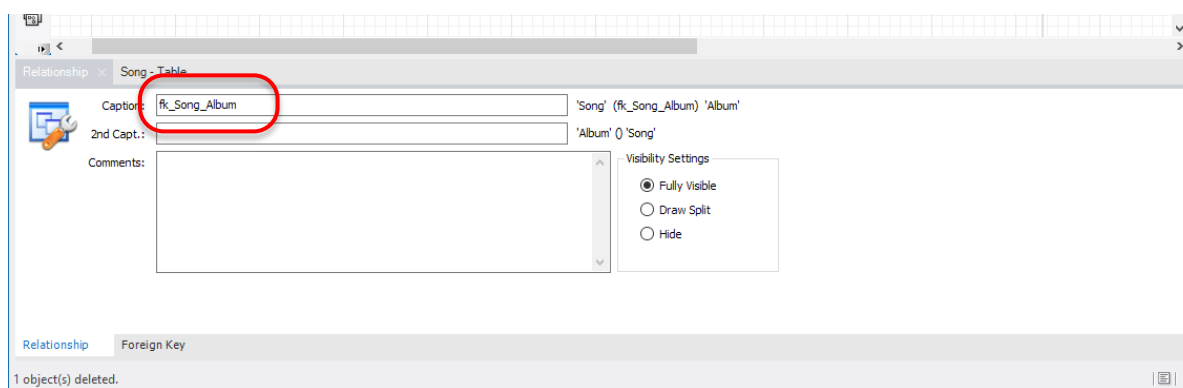 Relationship × Song - Table
Caption: fk_Song_Album 'Song' (fk_Song_Album) 'Album'
2nd Capt.: 'Album' () 'Song'
Comments: Visibility Settings
Fully Visible
Draw Split
Hide
Relationship Foreign Key
1 object(s) deleted.